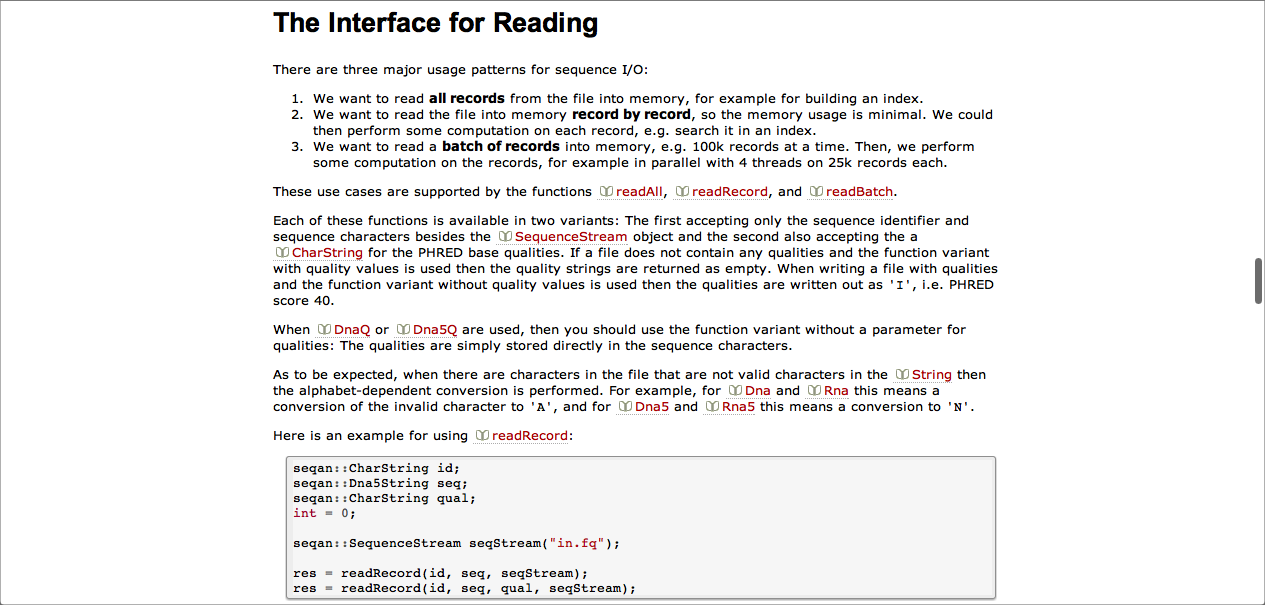 The Interface for Reading
There are three major usage patterns for sequence I/O:
1. We want to read all records from the file into memory, for example for building an index.
2. We want to read the file into memory record by record, so the memory usage is minimal. We could
then perform some computation on each record, e.g. search it in an index.
3. We want to read a batch of records into memory, e.g. 100k records at a time. Then, we perform
some computation on the records, for example in parallel with 4 threads on 25k records each.
These use cases are supported by the functions readAll, readRecord, and readBatch.
Each of these functions is available in two variants: The first accepting only the sequence identifier and
sequence characters besides the SequenceStream object and the second also accepting the a
CharString for the PHRED base qualities. If a file does not contain any qualities and the function variant
with quality values is used then the quality strings are returned as empty. When writing a file with qualities
and the function variant without quality values is used then the qualities are written out as 'I', i.e. PHRED
score 40.
When DnaQ or Dna5Q are used, then you should use the function variant without a parameter for
qualities: The qualities are simply stored directly in the sequence characters.
As to be expected, when there are characters in the file that are not valid characters in the String then
the alphabet-dependent conversion is performed. For example, for Dna and Rna this means a
conversion of the invalid character to 'A', and for Dna5 and Rna5 this means a conversion to 'N'.
Here is an example for using readRecord:
seqan::CharString id;
seqan::Dna5String seq;
seqan::CharString qual;
int = 0;
seqan::SequenceStream seqStream("in.fq");
res = readRecord(id, seq, seqStream);
res = readRecord(id, seq, qual, seqStream);